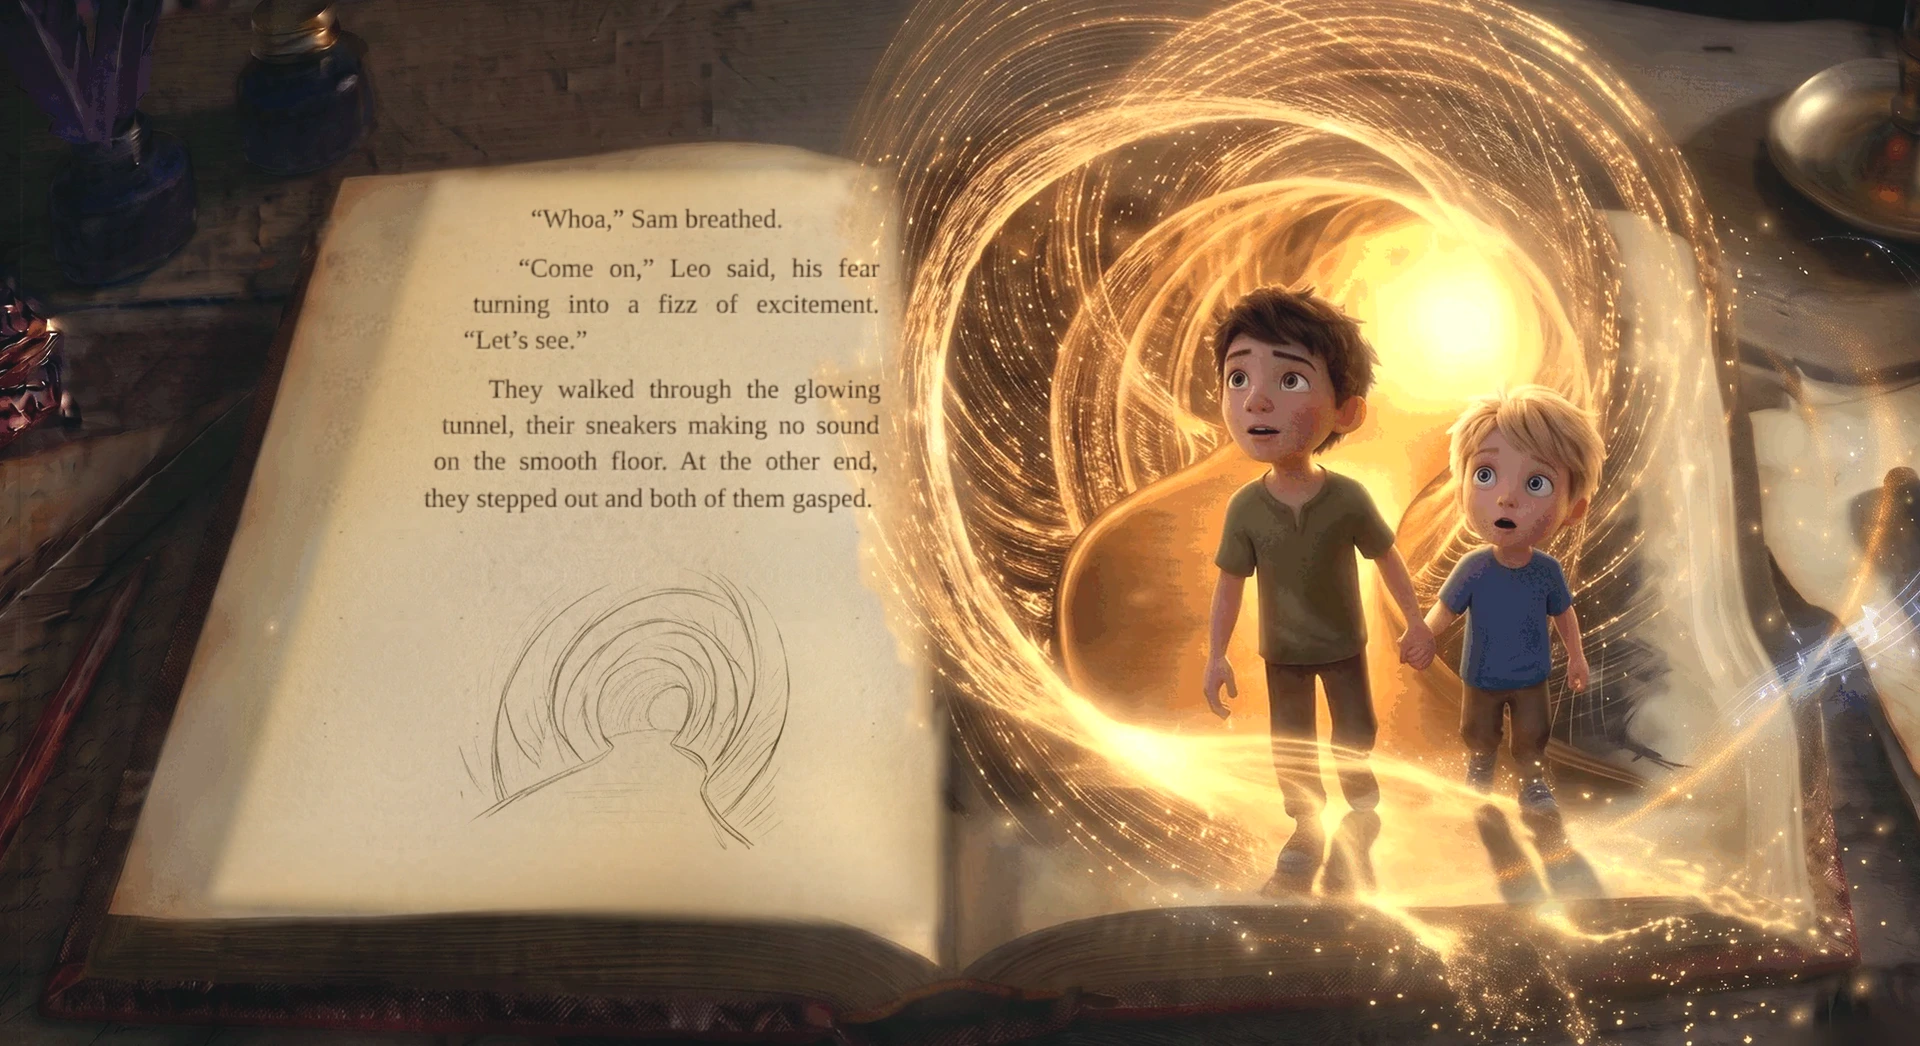 “Whoa,” Sam breathed.
“Come on,” Leo said, his fear
turning into a fizz of excitement.
“Let’s see.”
They walked through the glowing
tunnel, their sneakers making no sound
on the smooth floor. At the other end,
they stepped out and both of them gasped.